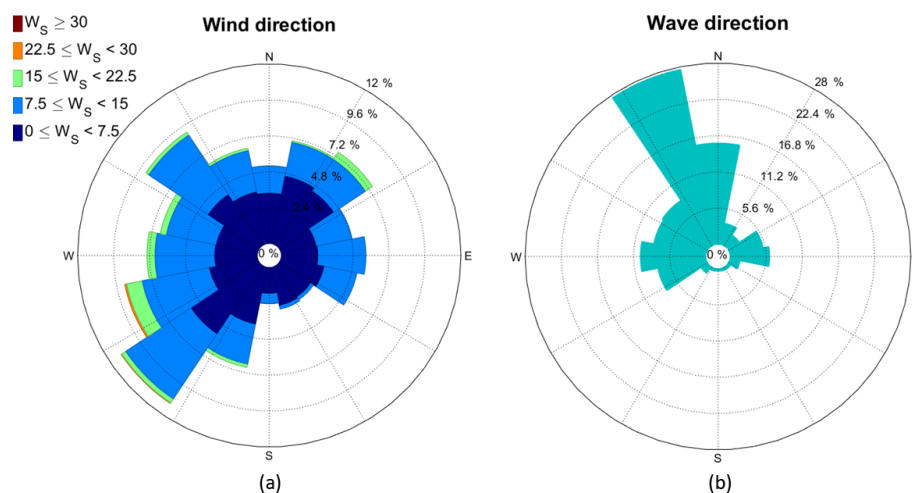 W_S ≥ 30
22.5 ≤ W_S < 30
15 ≤ W_S < 22.5
7.5 ≤ W_S < 15
0 ≤ W_S < 7.5
Wind direction
N
12 %
9.6 %
7.2 %
4.8 %
2.4 %
0 %
W
E
S
(a)
Wave direction
N
28 %
22.4 %
16.8 %
11.2 %
5.6 %
0 %
W
E
S
(b)